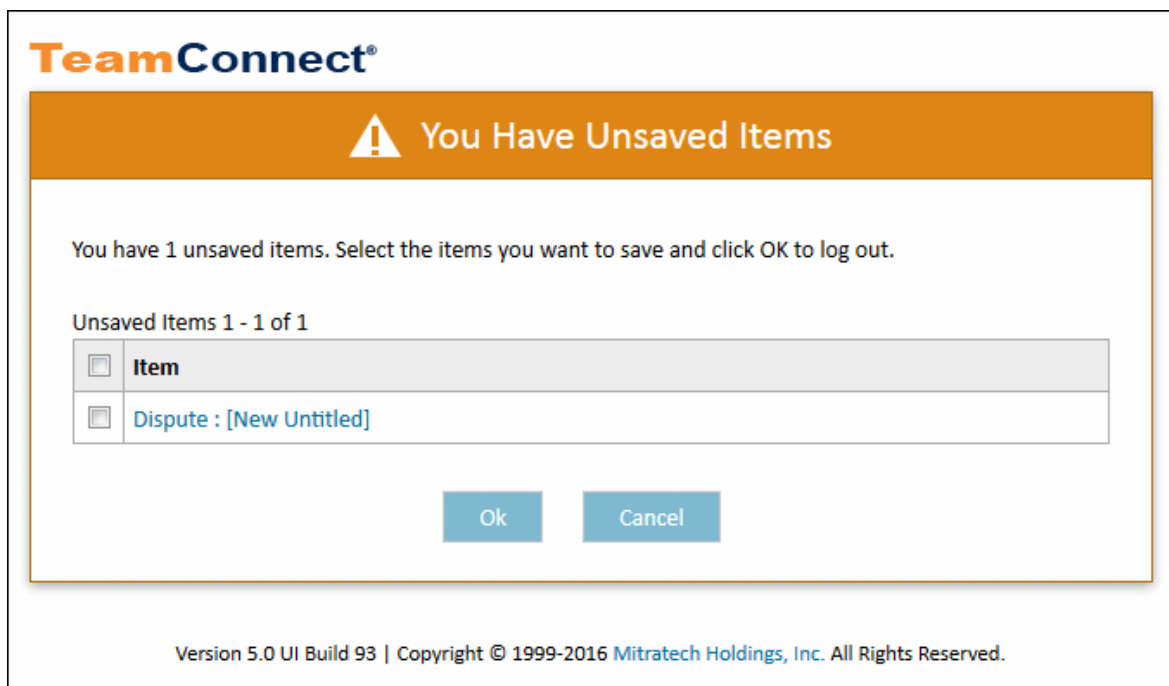 TeamConnect®
You Have Unsaved Items
You have 1 unsaved items. Select the items you want to save and click OK to log out.
Unsaved Items 1 - 1 of 1
Item
Dispute : [New Untitled]
Ok Cancel
Version 5.0 UI Build 93 | Copyright © 1999-2016 Mitratech Holdings, Inc. All Rights Reserved.